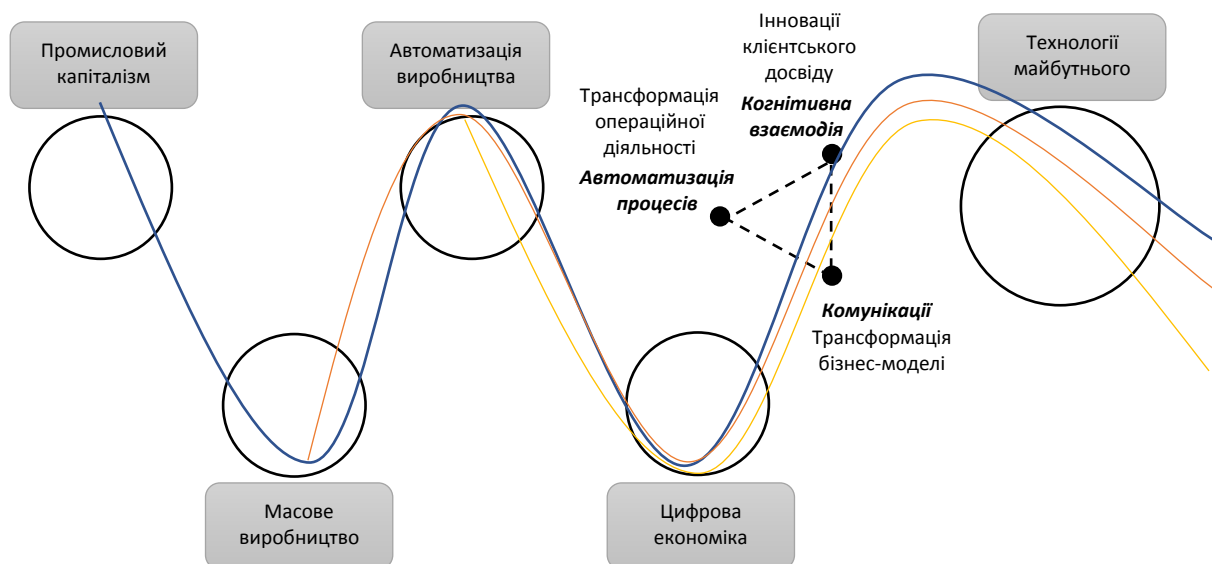 Промисловий
капіталізм
Автоматизація
виробництва
Інновації
клієнтського
досвіду
Когнітивна
взаємодія
Трансформація
операційної
діяльності
Автоматизація
процесів
Технології
майбутнього
Комунікації
Трансформація
бізнес-моделі
Масове
виробництво
Цифрова
економіка